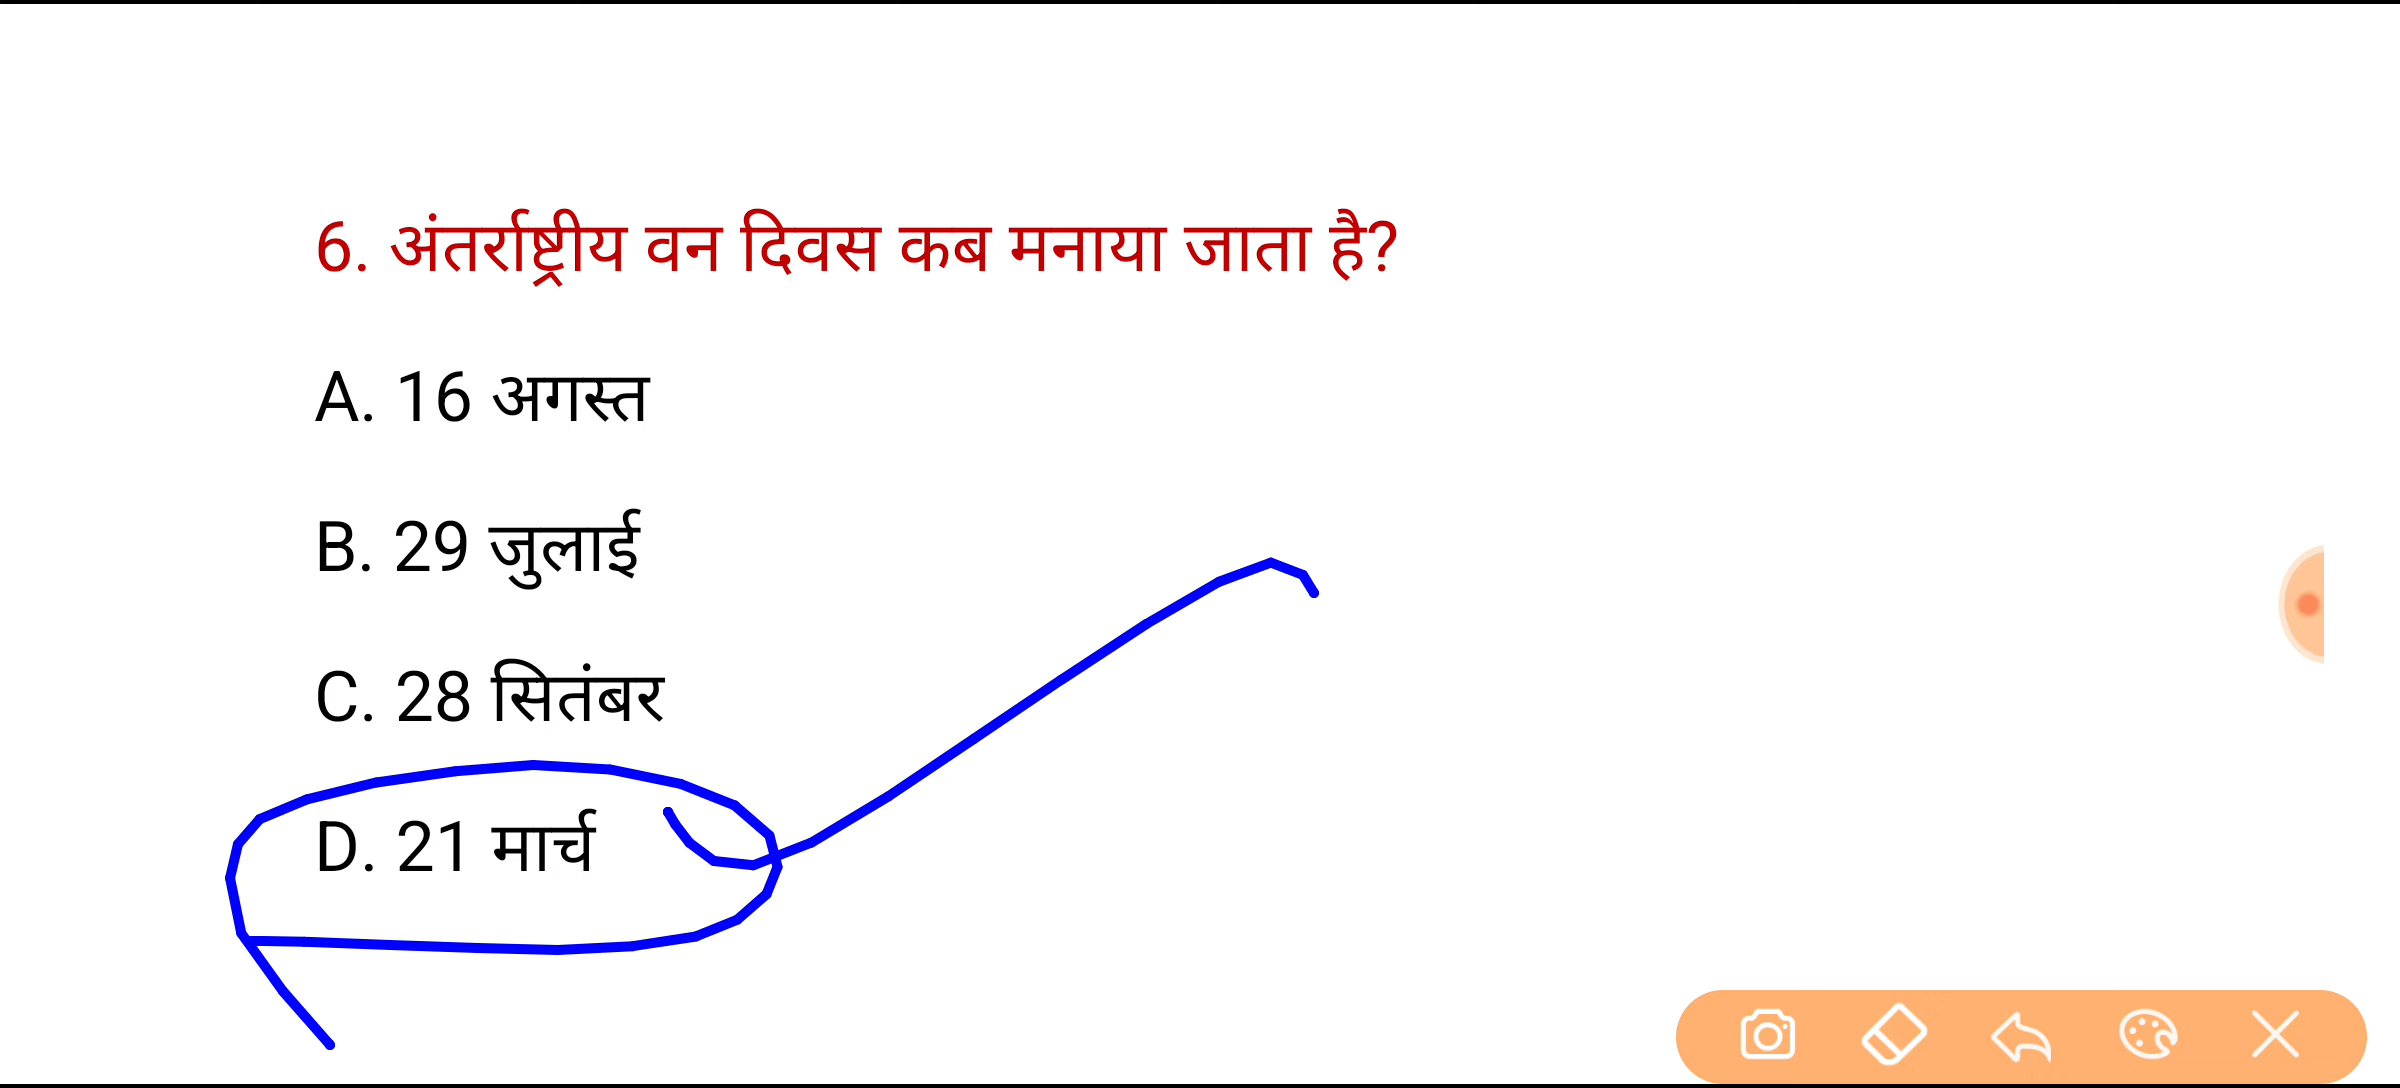 6. अंतर्राष्ट्रीय वन दिवस कब मनाया जाता है?
A. 16 अगस्त
B. 29 जुलाई
C. 28 सितंबर
D. 21 मार्च